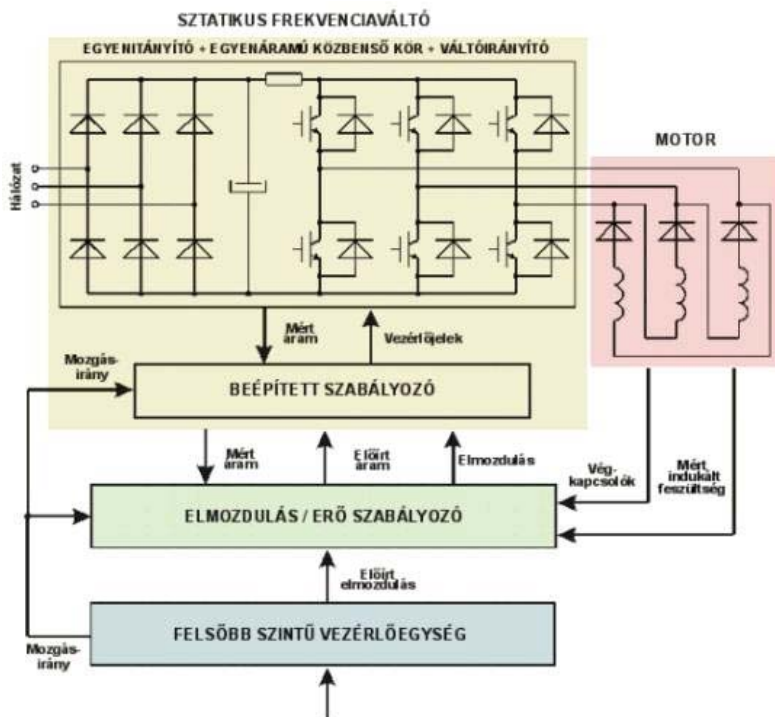 SZTATIKUS FREKVENCIAVÁLTÓ
EGYENITÁNYÍTÓ + EGYENÁRAMÚ KÖZBENSŐ KÖR + VÁLTÓIRÁNYÍTÓ
MOTOR
Hálózat
Mért
áram
Vezérlőjelek
Mozgás-
irány
BEÉPÍTETT SZABÁLYOZÓ
Mért
áram
Előírt
áram
Elmozdulás
Vég-
kapcsolók
Mért
indukált
feszültség
ELMOZDULÁS / ERŐ SZABÁLYOZÓ
Előírt
elmozdulás
FELSŐBB SZINTŰ VEZÉRLŐEGYSÉG
Mozgás-
irány